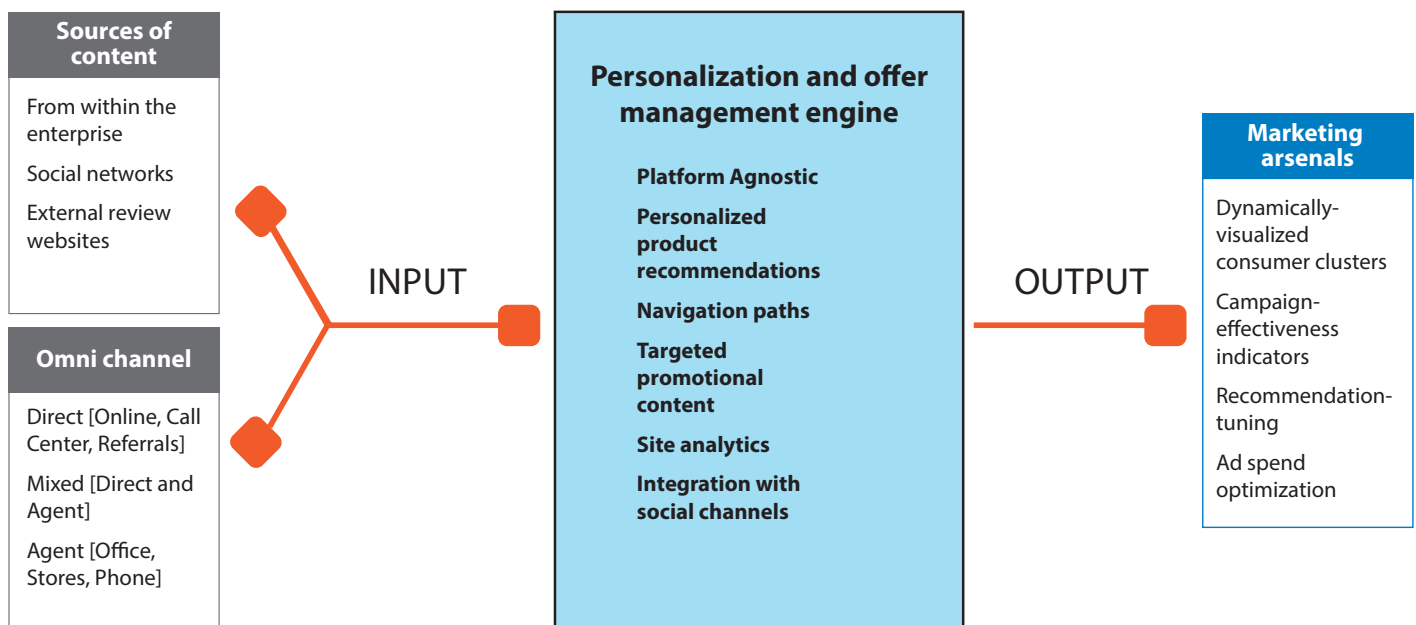 Sources of
content
From within the
enterprise
Social networks
External review
websites
Omni channel
Direct [Online, Call
Center, Referrals]
Mixed [Direct and
Agent]
Agent [Office,
Stores, Phone]
INPUT
Personalization and offer
management engine
Platform Agnostic
Personalized
product
recommendations
Navigation paths
Targeted
promotional
content
Site analytics
Integration with
social channels
OUTPUT
Marketing
arsenals
Dynamically-
visualized
consumer clusters
Campaign-
effectiveness
indicators
Recommendation-
tuning
Ad spend
optimization